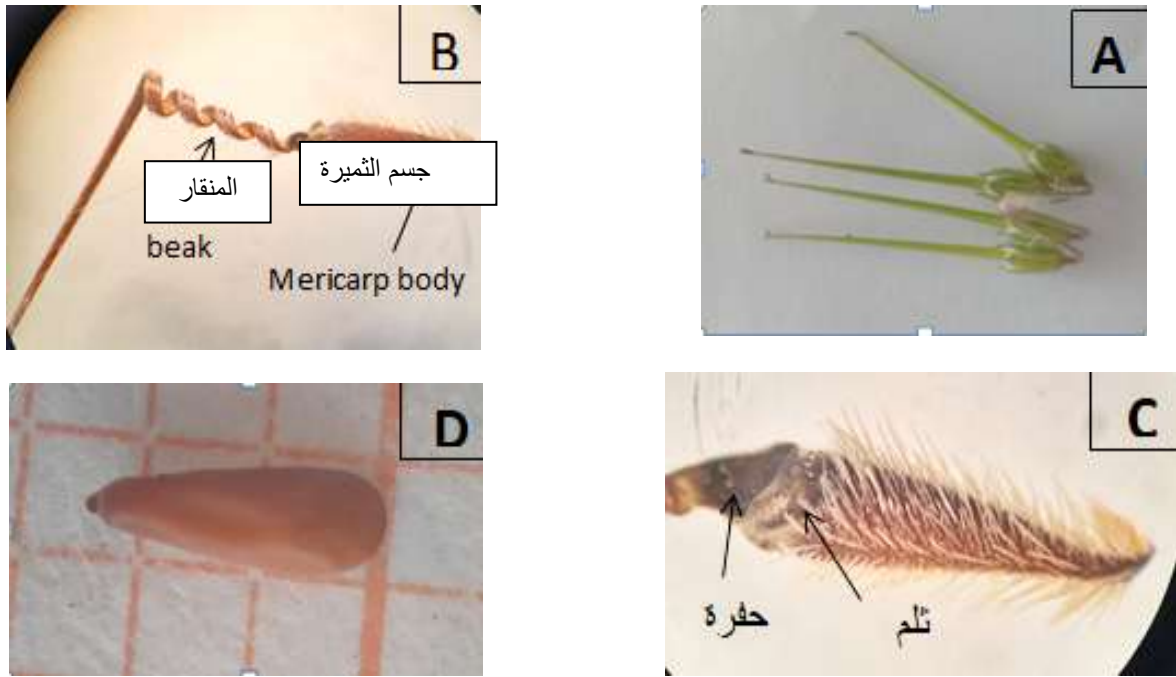 B
المنقار
جسم الثميرة
beak
Mericarp body
A
D
C
حفرة
ثلم